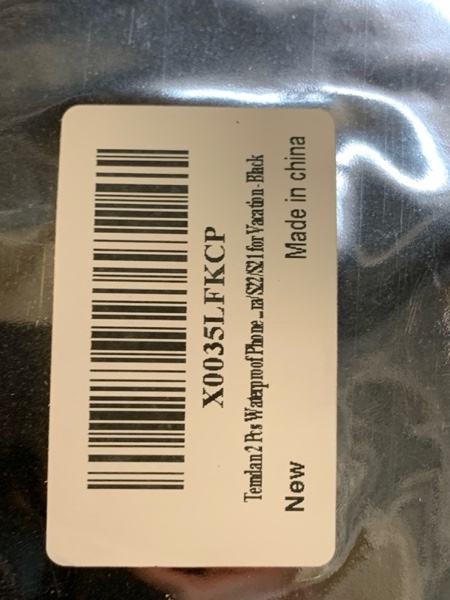 X0035LFKCP
Temdan 2 Pcs Waterproof Phone ... ra/S22/S21 for Vacation - Black
New Made in china